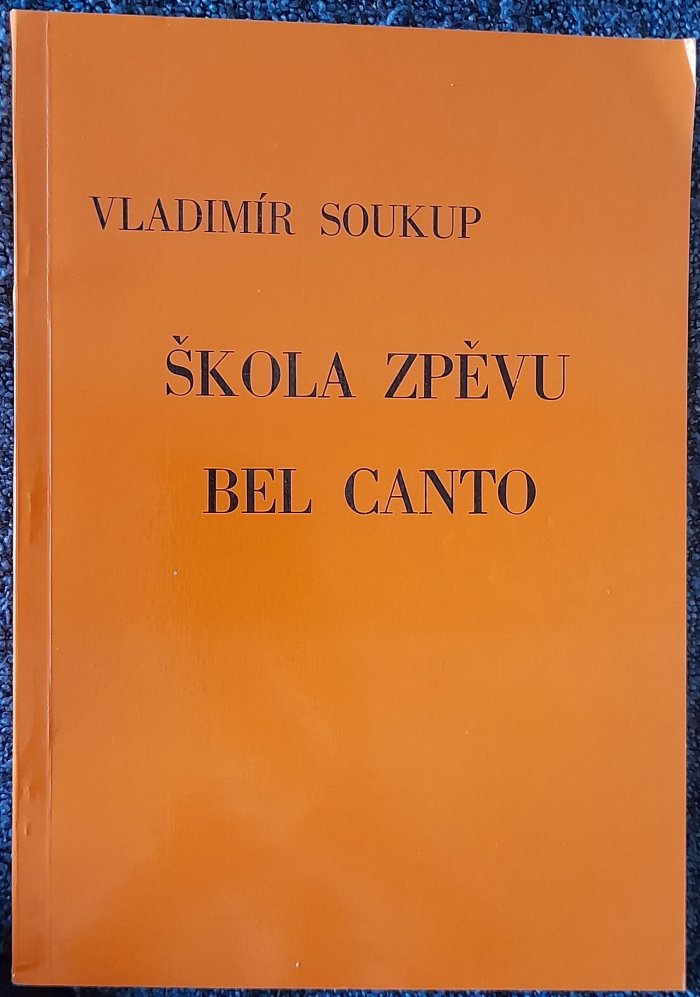 VLADIMÍR SOUKUP
ŠKOLA ZPĚVU
BEL CANTO